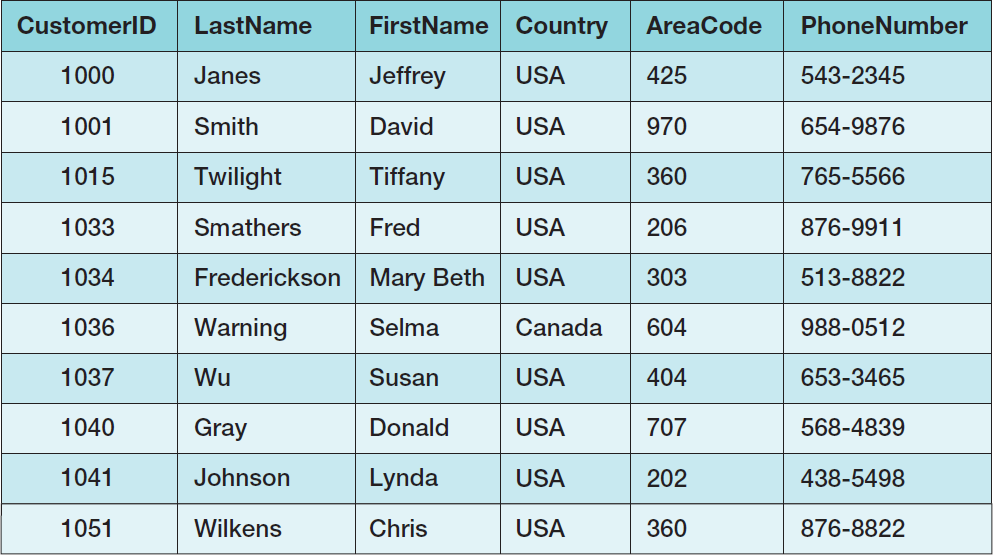 CustomerID LastName FirstName Country AreaCode PhoneNumber
1000 Janes Jeffrey USA 425 543-2345
1001 Smith David USA 970 654-9876
1015 Twilight Tiffany USA 360 765-5566
1033 Smathers Fred USA 206 876-9911
1034 Frederickson Mary Beth USA 303 513-8822
1036 Warning Selma Canada 604 988-0512
1037 Wu Susan USA 404 653-3465
1040 Gray Donald USA 707 568-4839
1041 Johnson Lynda USA 202 438-5498
1051 Wilkens Chris USA 360 876-8822